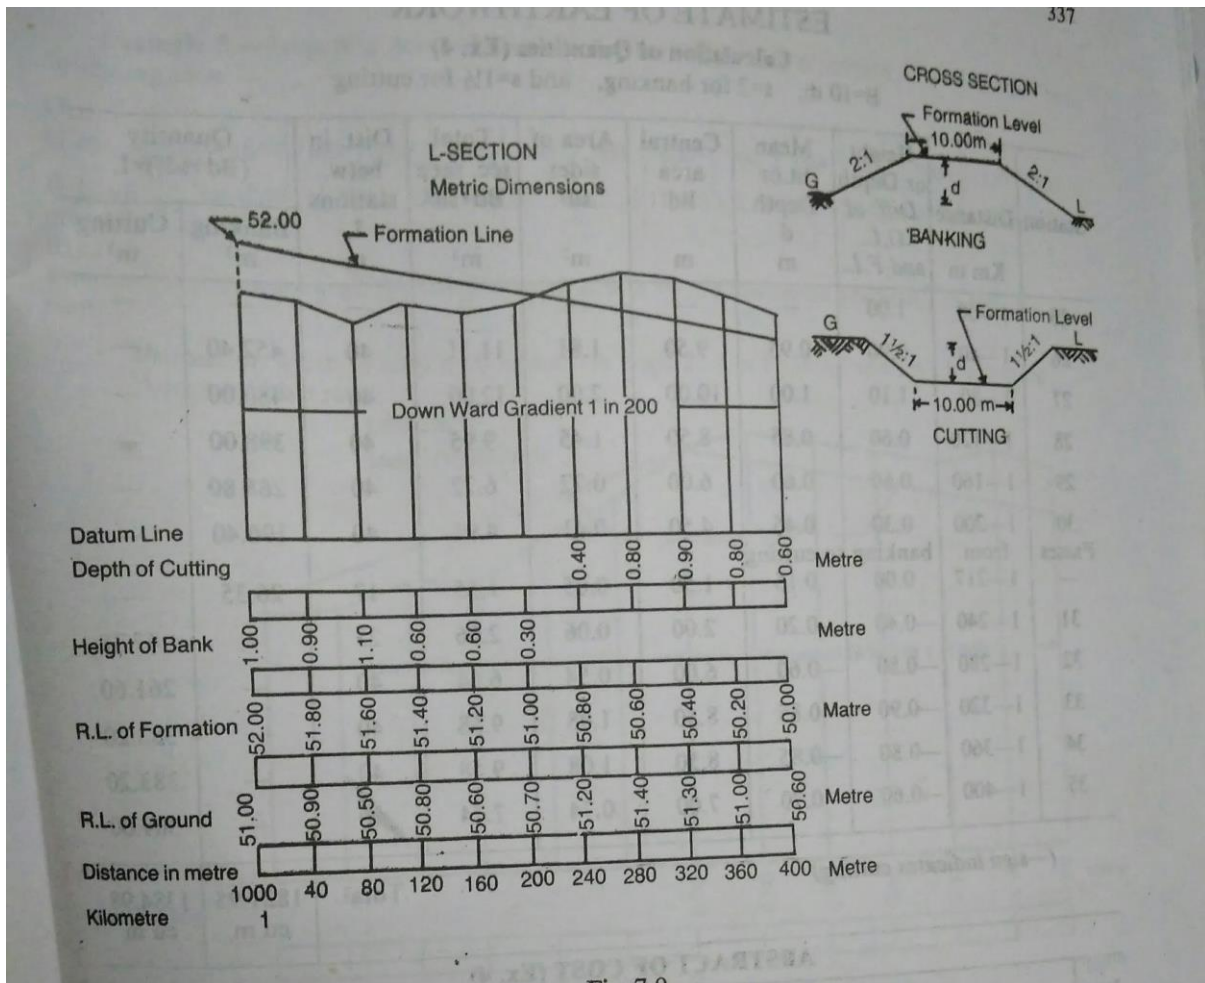 337
CROSS SECTION
Formation Level
10.00m
2:1
2:1
G
d
L
BANKING
L-SECTION
Metric Dimensions
52.00
Formation Line
Formation Level
G
L
1½:1
d
1½:1
10.00 m
CUTTING
Down Ward Gradient 1 in 200
Datum Line
Depth of Cutting 0.40 0.80 0.90 0.80 0.60 Metre
Height of Bank 1.00 0.90 1.10 0.60 0.60 0.30 Metre
R.L. of Formation 52.00 51.80 51.60 51.40 51.20 51.00 50.80 50.60 50.40 50.20 50.00 Matre
R.L. of Ground 51.00 50.90 50.50 50.80 50.60 50.70 51.20 51.40 51.30 51.00 50.60 Metre
Distance in metre 1000 40 80 120 160 200 240 280 320 360 400 Metre
Kilometre 1